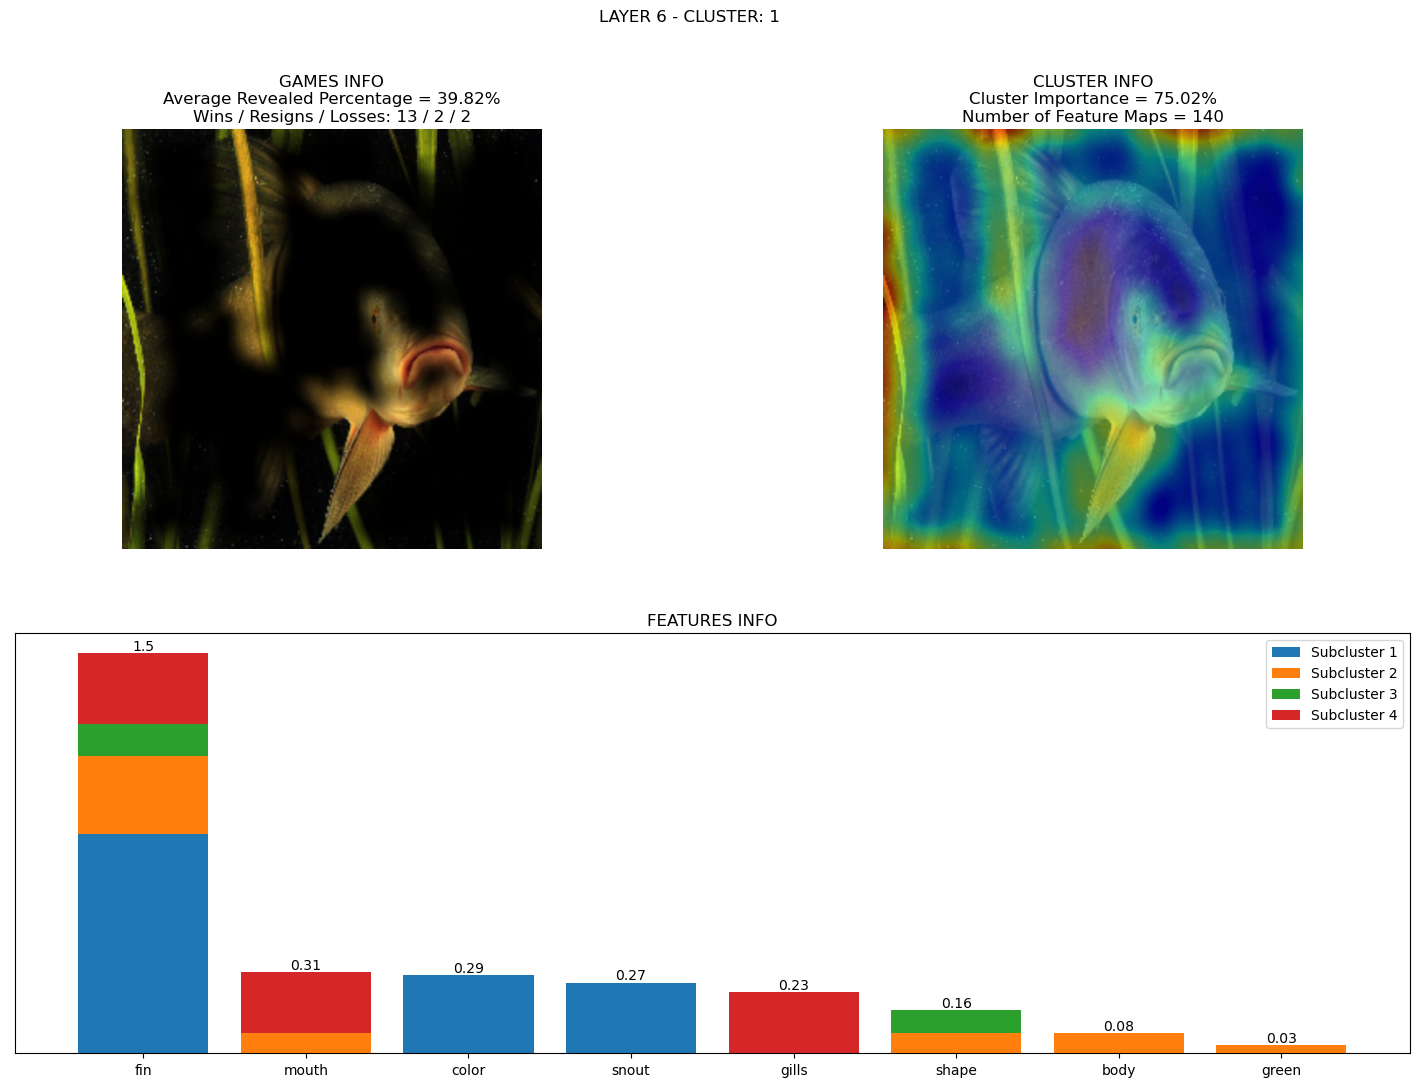 LAYER 6 - CLUSTER: 1
GAMES INFO
Average Revealed Percentage = 39.82%
Wins / Resigns / Losses: 13 / 2 / 2
CLUSTER INFO
Cluster Importance = 75.02%
Number of Feature Maps = 140
FEATURES INFO
1.5
0.31
0.29
0.27
0.23
0.16
0.08
0.03
Subcluster 1
Subcluster 2
Subcluster 3
Subcluster 4
fin
mouth
color
snout
gills
shape
body
green